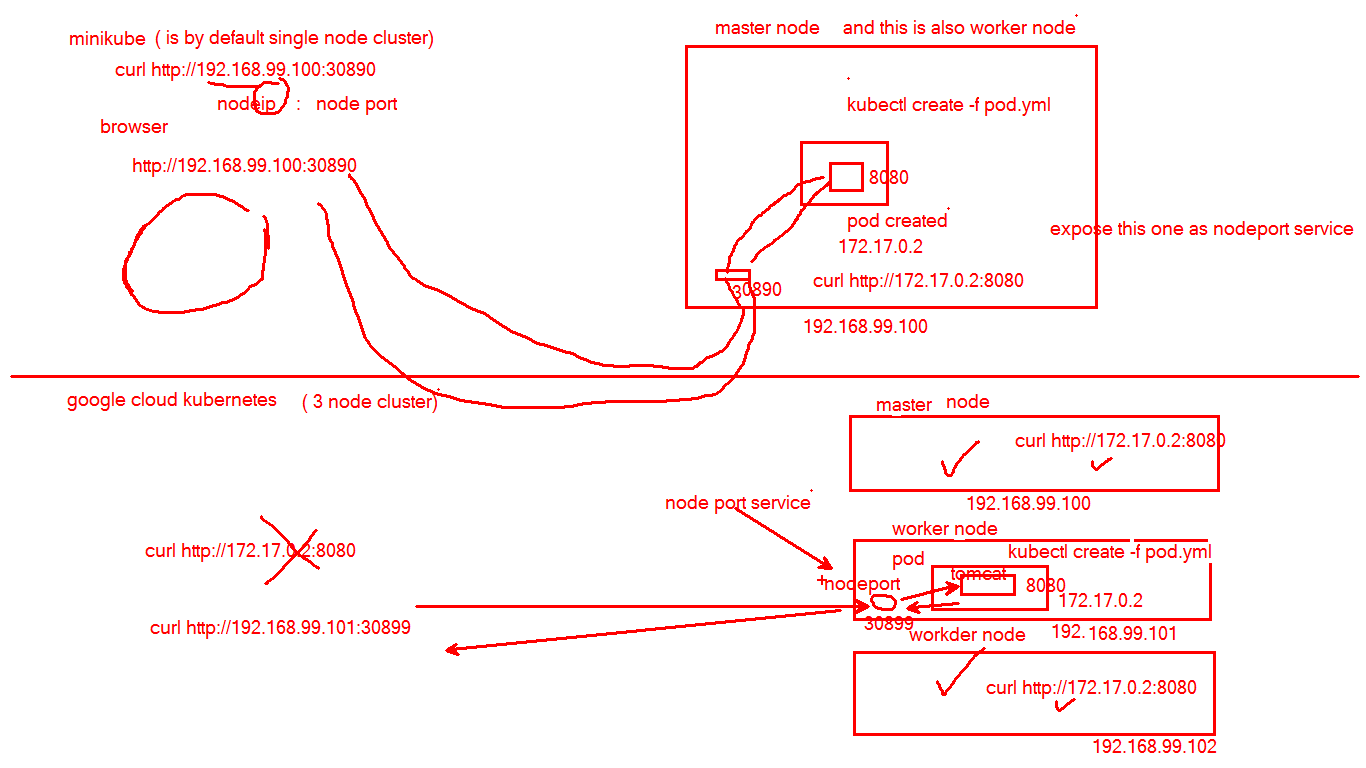 minikube ( is by default single node cluster)
curl http://192.168.99.100:30890
nodeip : node port
browser
http://192.168.99.100:30890
master node and this is also worker node
kubectl create -f pod.yml
8080
pod created
172.17.0.2
expose this one as nodeport service
curl http://172.17.0.2:8080
30890
192.168.99.100
google cloud kubernetes ( 3 node cluster)
master node
curl http://172.17.0.2:8080
192.168.99.100
node port service
worker node
curl http://172.17.0.2:8080
pod
kubectl create -f pod.yml
nodeport
tomcat
8080
172.17.0.2
curl http://192.168.99.101:30899
30899
192.168.99.101
workder node
curl http://172.17.0.2:8080
192.168.99.102